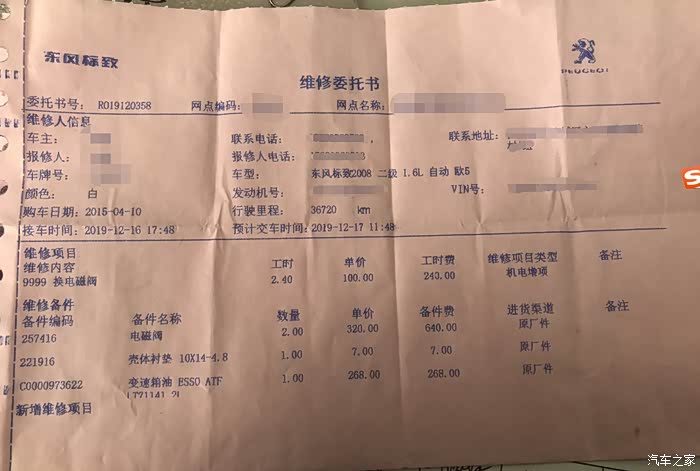 东风标致
PEUGEOT
维修委托书
委托书号: RO19120358 网点编码: 网点名称:
维修人信息
车主: 联系电话: 联系地址:
报修人: 报修人电话:
车牌号: 车型: 东风标致2008 二级 1.6L 自动 欧5
颜色: 白 发动机号: VIN号:
购车日期: 2015-04-10 行驶里程: 36720 km
接车时间: 2019-12-16 17:48 预计交车时间: 2019-12-17 11:48
维修项目
维修内容 工时 单价 工时费 维修项目类型 备注
9999 换电磁阀 2.40 100.00 240.00 机电增项
维修备件
备件编码 备件名称 数量 单价 备件费 进货渠道 备注
257416 电磁阀 2.00 320.00 640.00 原厂件
221916 壳体衬垫 10X14-4.8 1.00 7.00 7.00 原厂件
C0000973622 变速箱油 ESSO ATF 1.00 268.00 268.00 原厂件
LT71141 2L
新增维修项目
汽车之家